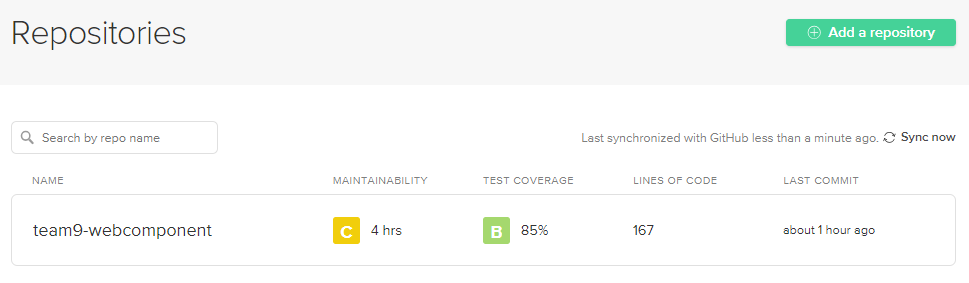 Repositories
Add a repository
Search by repo name
Last synchronized with GitHub less than a minute ago. Sync now
NAME MAINTAINABILITY TEST COVERAGE LINES OF CODE LAST COMMIT
team9-webcomponent C 4 hrs B 85% 167 about 1 hour ago